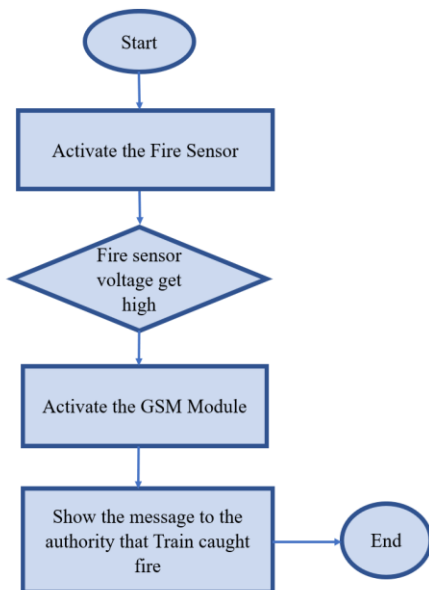 Start
Activate the Fire Sensor
Fire sensor
voltage get
high
Activate the GSM Module
Show the message to the
authority that Train caught
fire
End